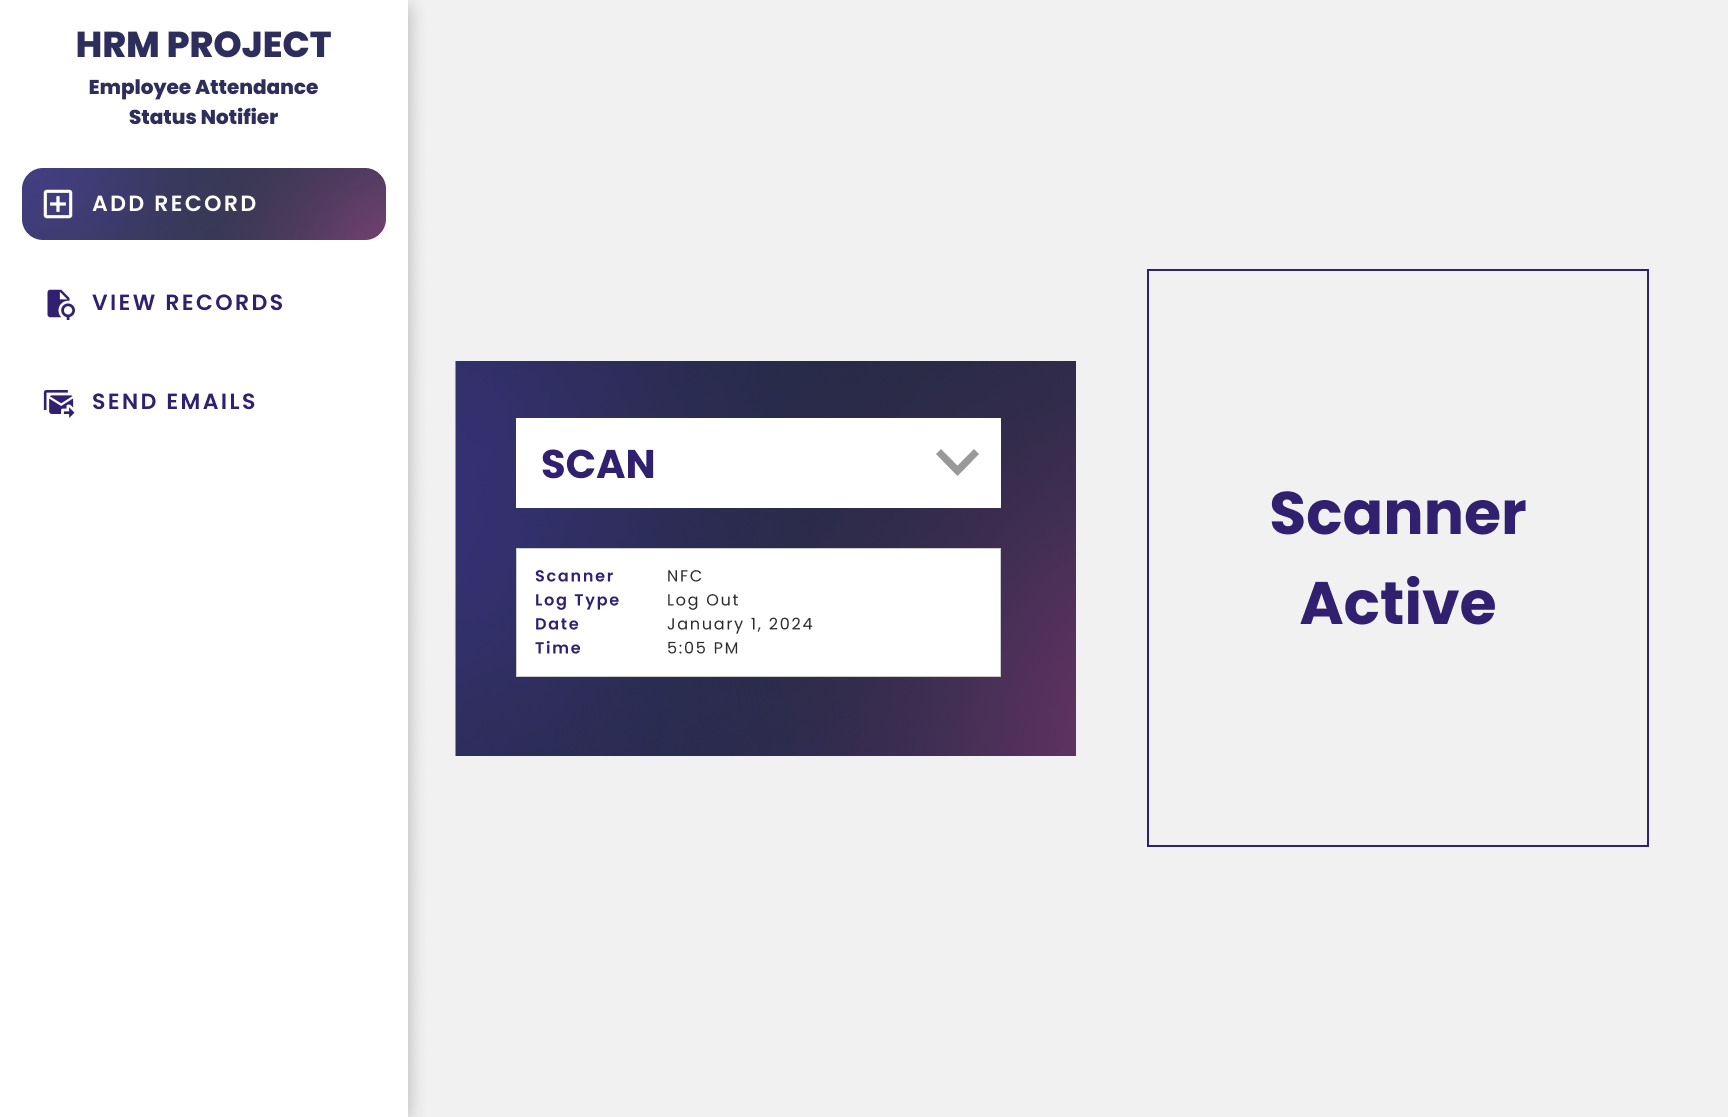 HRM PROJECT
Employee Attendance
Status Notifier
ADD RECORD
VIEW RECORDS
SEND EMAILS
SCAN
Scanner NFC
Log Type Log Out
Date January 1, 2024
Time 5:05 PM
Scanner
Active